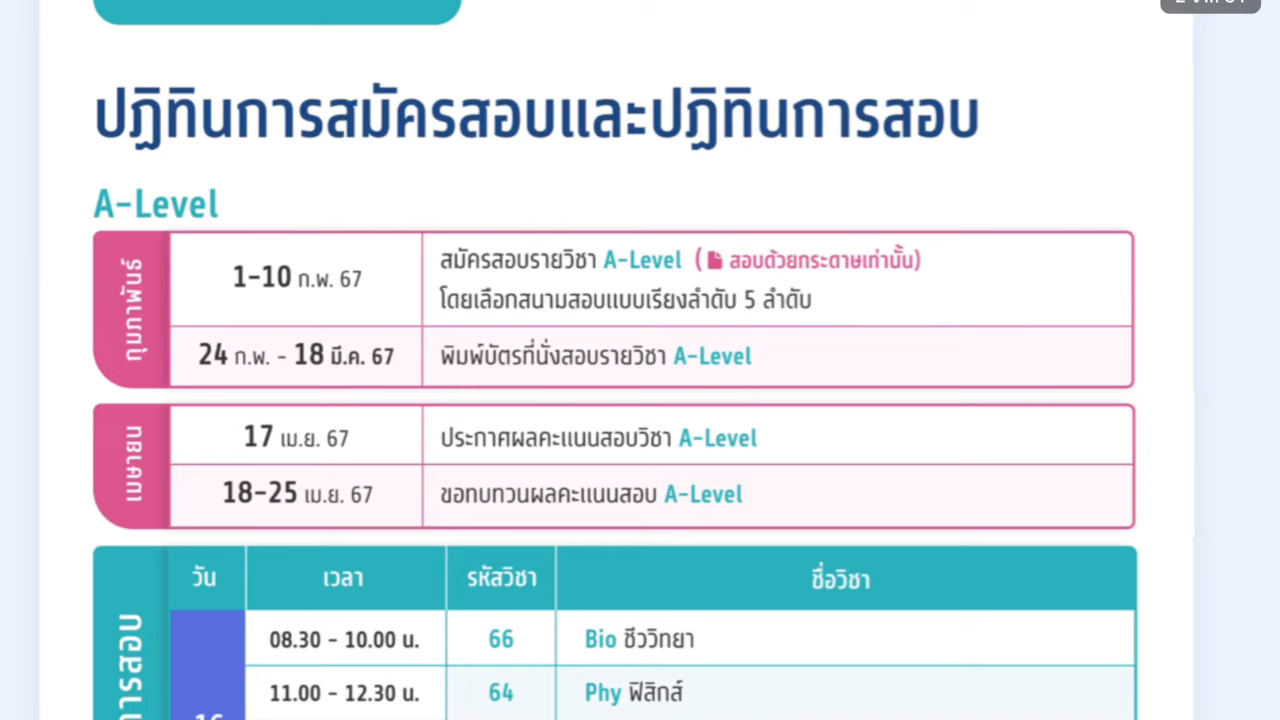 ปฏิทินการสมัครสอบและปฏิทินการสอบ
A-Level
กุมภาพันธ์
1-10 ก.พ. 67
สมัครสอบรายวิชา A-Level ( สอบด้วยกระดาษเท่านั้น)
โดยเลือกสนามสอบแบบเรียงลำดับ 5 ลำดับ
24 ก.พ. - 18 มี.ค. 67
พิมพ์บัตรที่นั่งสอบรายวิชา A-Level
เมษายน
17 เม.ย. 67
ประกาศผลคะแนนสอบวิชา A-Level
18-25 เม.ย. 67
ขอทบทวนผลคะแนนสอบ A-Level
วัน เวลา รหัสวิชา ชื่อวิชา
08.30 - 10.00 น. 66 Bio ชีววิทยา
11.00 - 12.30 น. 64 Phy ฟิสิกส์